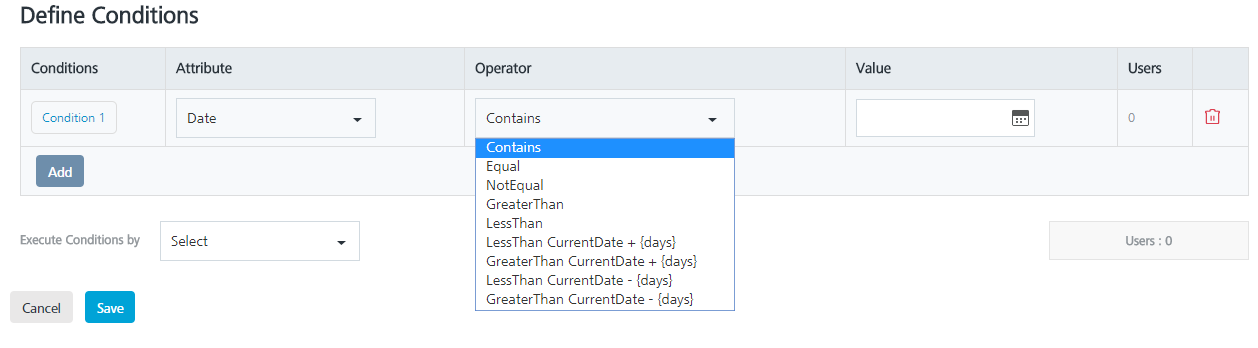 Define Conditions
Conditions Attribute Operator Value Users
Condition 1 Date Contains 0
Contains
Equal
NotEqual
GreaterThan
LessThan
LessThan CurrentDate + {days}
GreaterThan CurrentDate + {days}
LessThan CurrentDate - {days}
GreaterThan CurrentDate - {days}
Add
Execute Conditions by Select Users : 0
Cancel Save